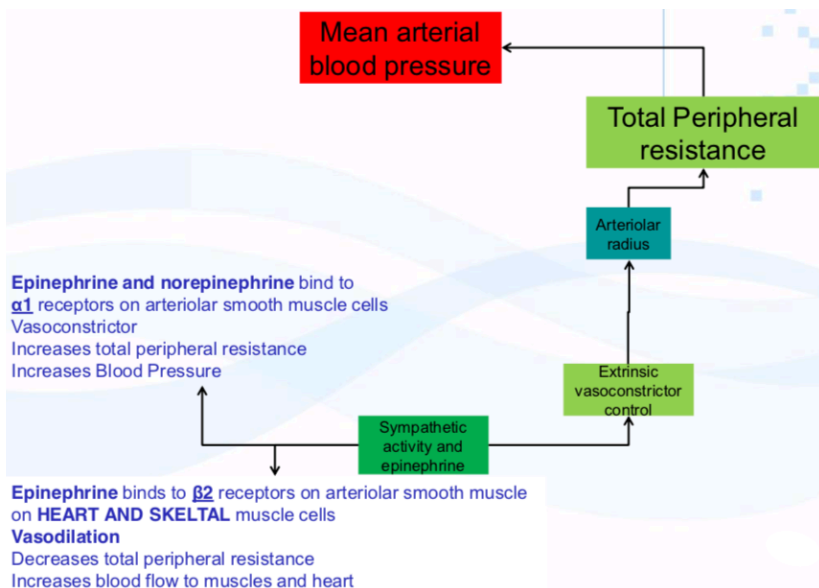 Mean arterial
blood pressure
Total Peripheral
resistance
Arteriolar
radius
Epinephrine and norepinephrine bind to
α1 receptors on arteriolar smooth muscle cells
Vasoconstrictor
Increases total peripheral resistance
Increases Blood Pressure
Extrinsic
vasoconstrictor
control
Sympathetic
activity and
epinephrine
Epinephrine binds to β2 receptors on arteriolar smooth muscle
on HEART AND SKELTAL muscle cells
Vasodilation
Decreases total peripheral resistance
Increases blood flow to muscles and heart